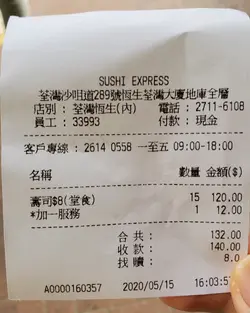 SUSHI EXPRESS
荃灣沙咀道289號恆生荃灣大廈地庫全層
店別 : 荃灣恆生(內) 電話 : 2711-6108
員工 : 33993 付款 : 現金
客戶專線 : 2614 0558 一至五 09:00-18:00
名稱 數量 金額($)
壽司$8(堂食) 15 120.00
*加一服務 1 12.00
合共 : 132.00
收款 : 140.00
找贖 : 8.0
A0000160357 2020/05/15 16:03:5